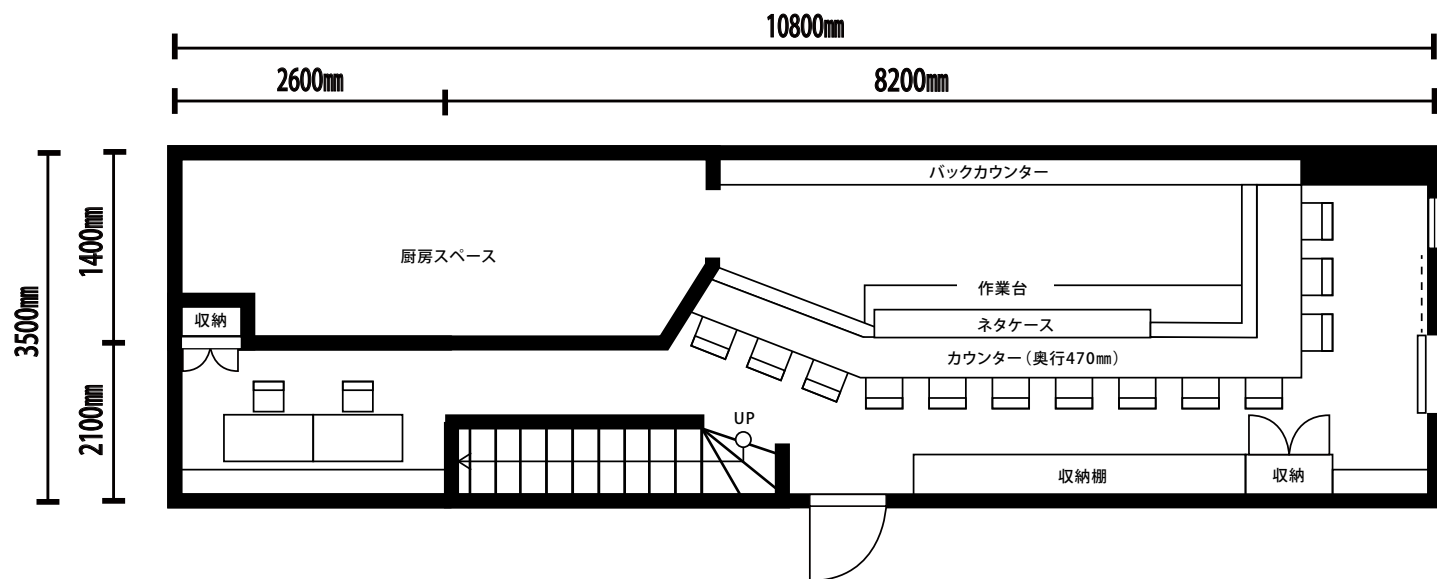 10800㎜
2600㎜
8200㎜
3500㎜
1400㎜
2100㎜
バックカウンター
厨房スペース
作業台
収納
ネタケース
カウンター（奥行470㎜）
UP
収納棚
収納